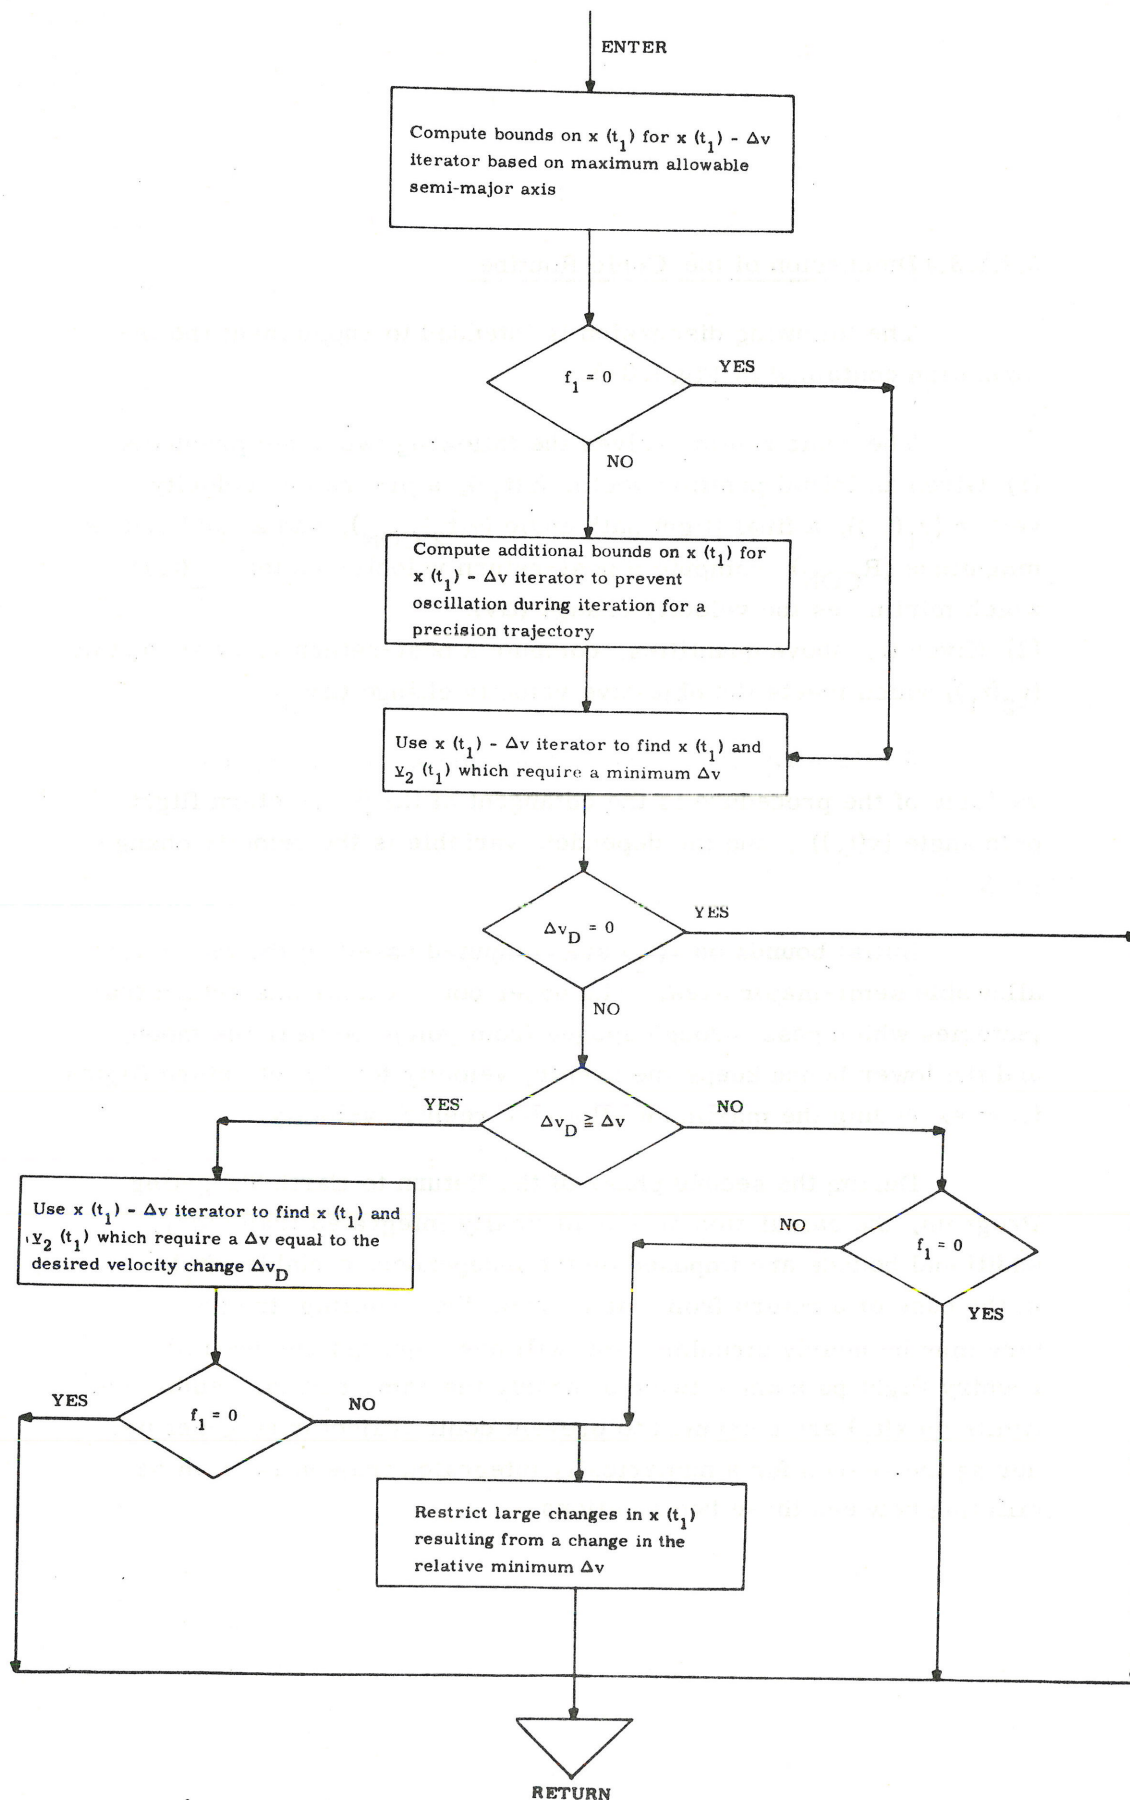 ENTER
Compute bounds on x (t1) for x (t1) - Δv
iterator based on maximum allowable
semi-major axis
f1 = 0
YES
NO
Compute additional bounds on x (t1) for
x (t1) - Δv iterator to prevent
oscillation during iteration for a
precision trajectory
Use x (t1) - Δv iterator to find x (t1) and
v2 (t1) which require a minimum Δv
ΔvD = 0
YES
NO
ΔvD ≧ Δv
YES
NO
Use x (t1) - Δv iterator to find x (t1) and
v2 (t1) which require a Δv equal to the
desired velocity change ΔvD
f1 = 0
NO
YES
f1 = 0
YES
NO
Restrict large changes in x (t1)
resulting from a change in the
relative minimum Δv
RETURN